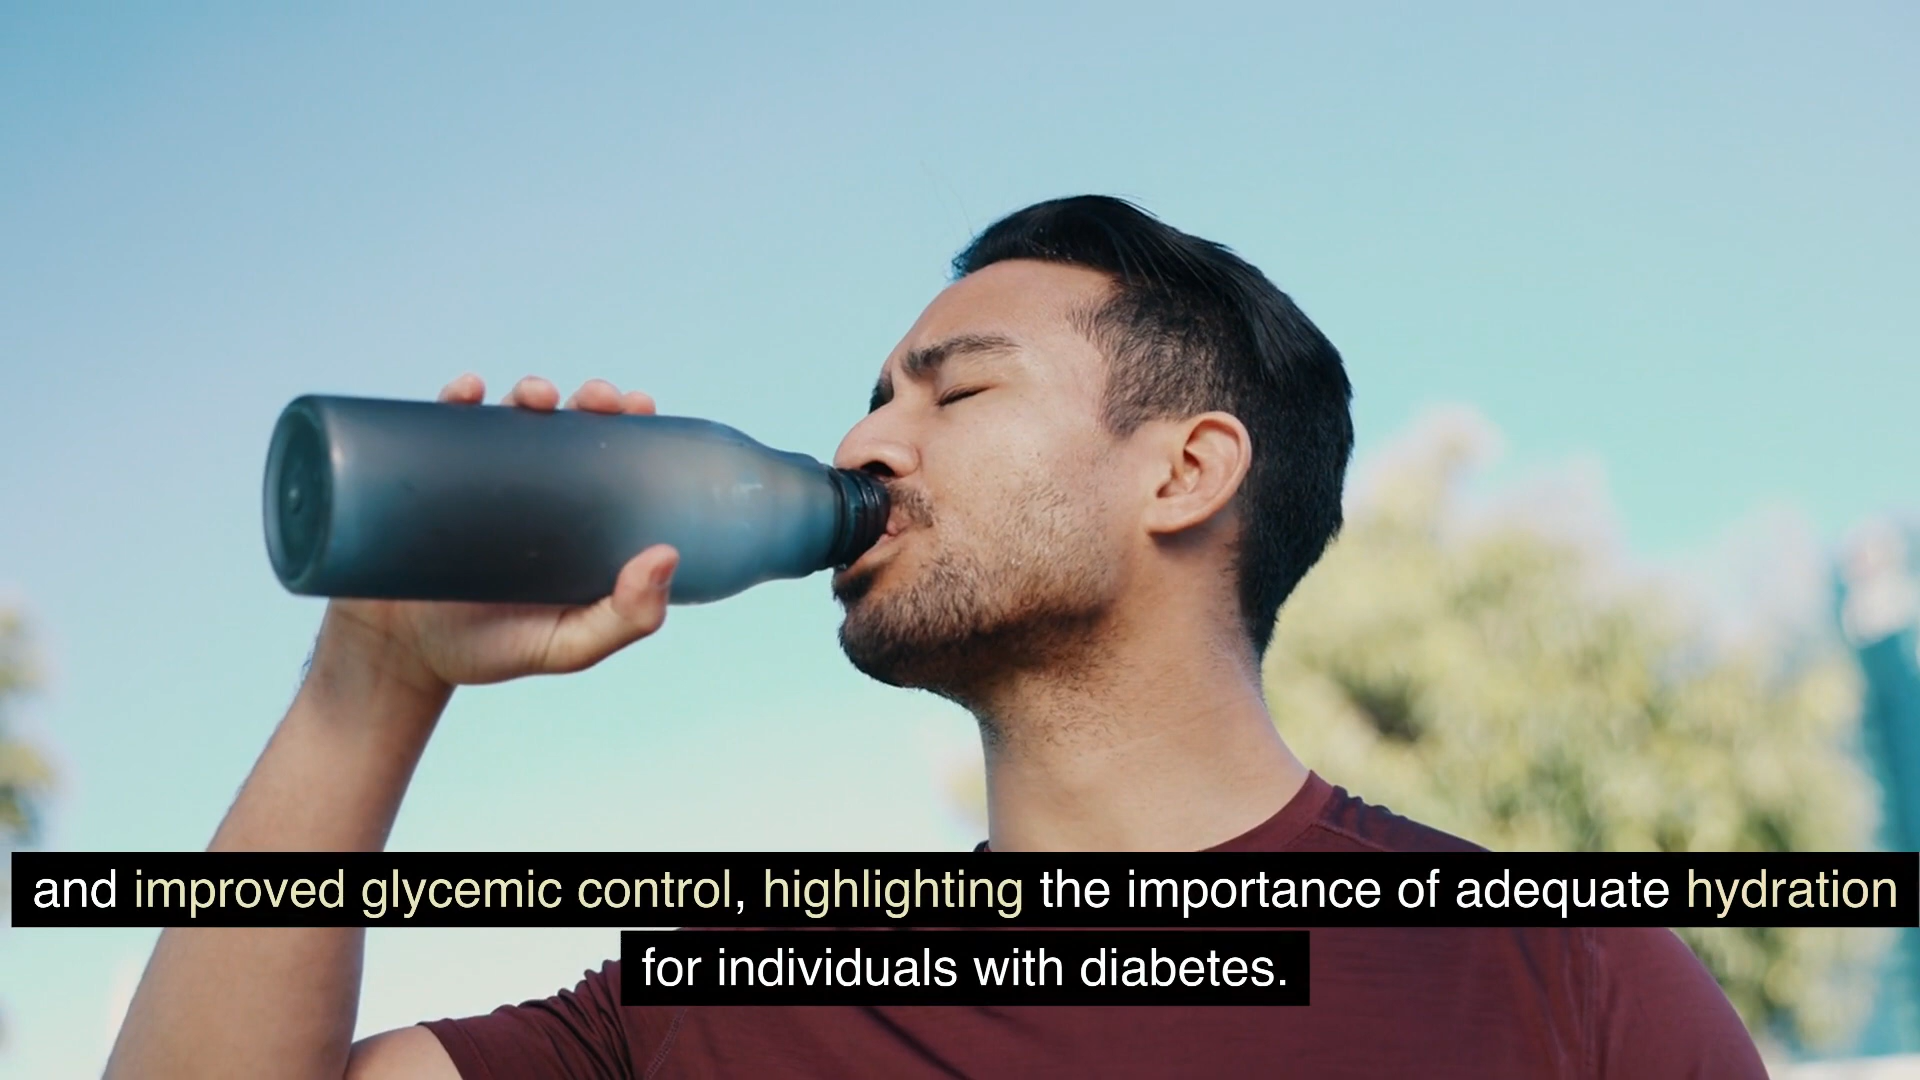 and improved glycemic control, highlighting the importance of adequate hydration
for individuals with diabetes.